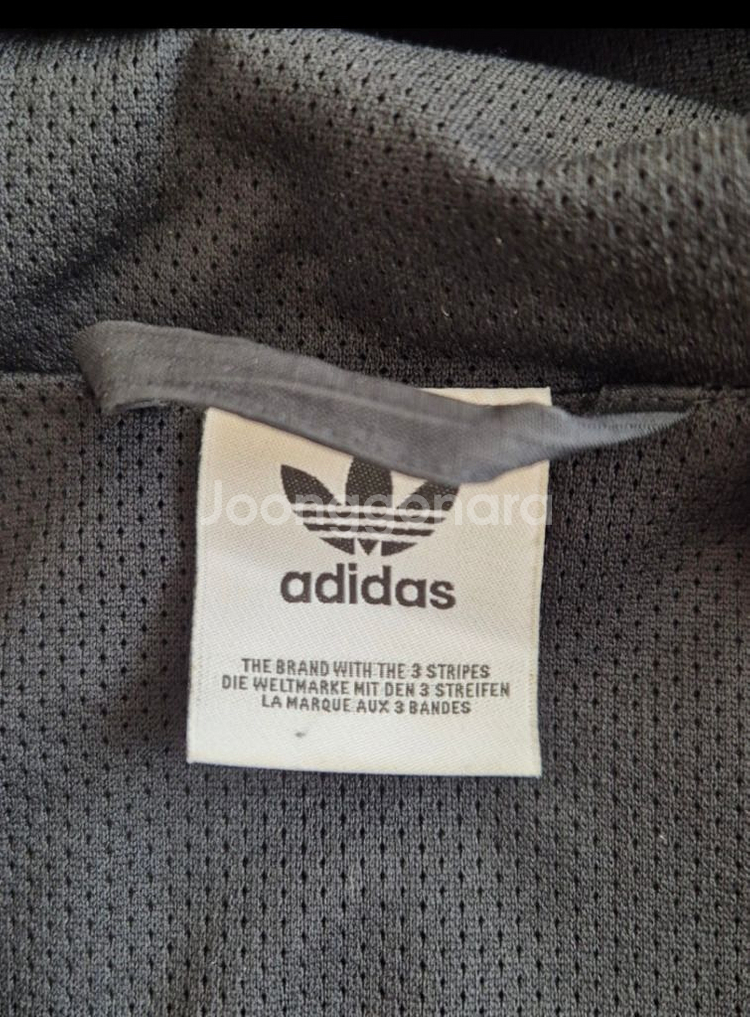 Joonggonara
adidas
THE BRAND WITH THE 3 STRIPES
DIE WELTMARKE MIT DEN 3 STREIFEN
LA MARQUE AUX 3 BANDES